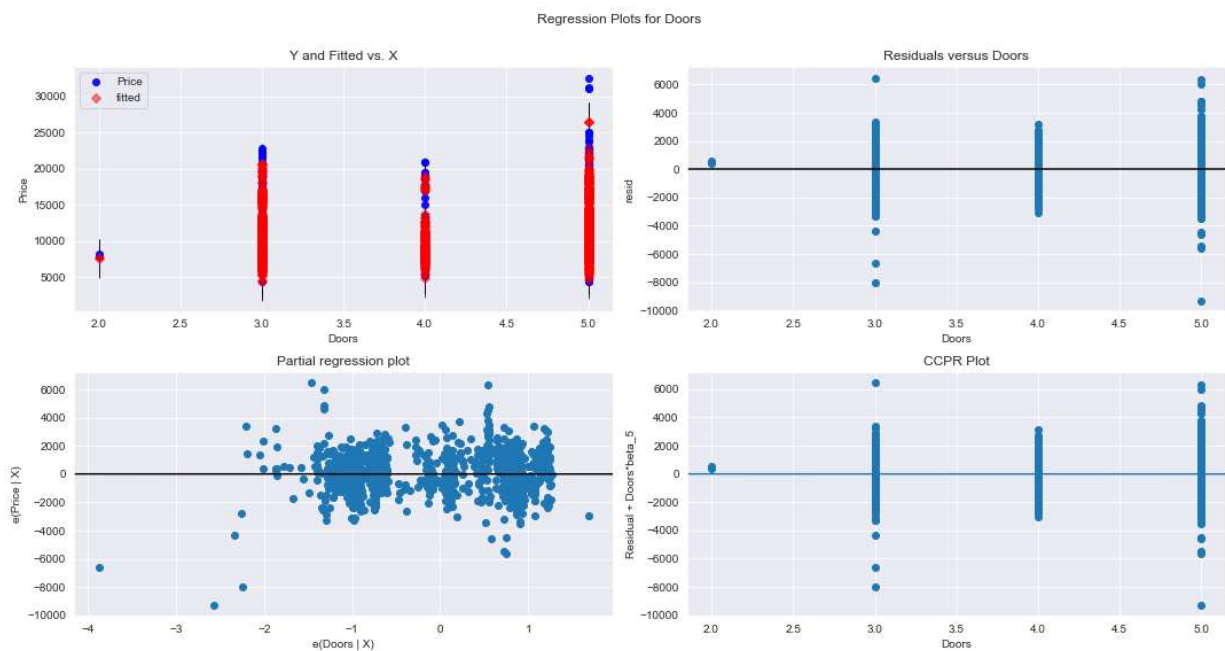 Regression Plots for Doors
Y and Fitted vs. X
Price
fitted
30000
25000
20000
15000
10000
5000
Price
2.0 2.5 3.0 3.5 4.0 4.5 5.0
Doors
Residuals versus Doors
6000
4000
2000
0
−2000
−4000
−6000
−8000
−10000
resid
2.0 2.5 3.0 3.5 4.0 4.5 5.0
Doors
Partial regression plot
6000
4000
2000
0
−2000
−4000
−6000
−8000
−10000
e(Price | X)
−4 −3 −2 −1 0 1
e(Doors | X)
CCPR Plot
6000
4000
2000
0
−2000
−4000
−6000
−8000
−10000
Residual + Doors*beta_5
2.0 2.5 3.0 3.5 4.0 4.5 5.0
Doors